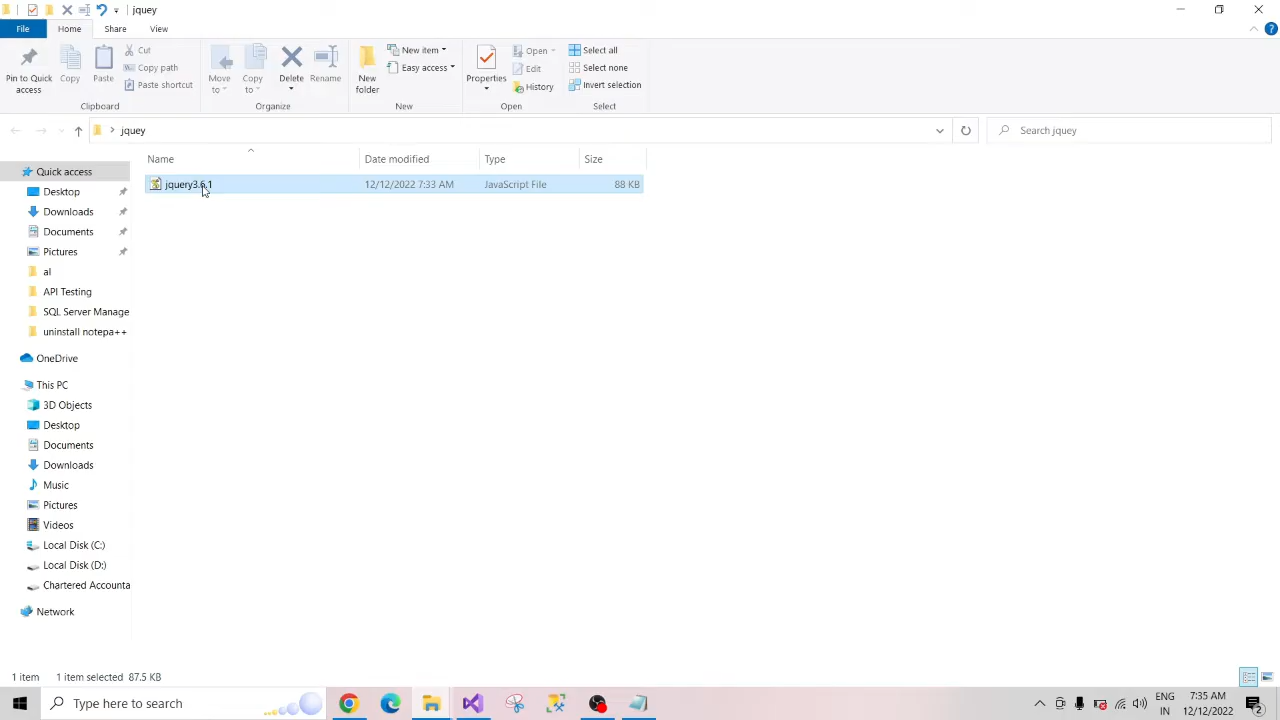 jquey
File
Home
Share
View
Pin to Quick access
Copy
Paste
Cut
Copy path
Paste shortcut
Clipboard
Move to
Copy to
Delete
Rename
Organize
New folder
New item
Easy access
New
Properties
Open
Edit
History
Open
Select all
Select none
Invert selection
Select
jquey
Search jquey
Name
Date modified
Type
Size
jquery3.6.1
12/12/2022 7:33 AM
JavaScript File
88 KB
Quick access
Desktop
Downloads
Documents
Pictures
al
API Testing
SQL Server Manage
uninstall notepa++
OneDrive
This PC
3D Objects
Desktop
Documents
Downloads
Music
Pictures
Videos
Local Disk (C:)
Local Disk (D:)
Chartered Accounta
Network
1 item
1 item selected 87.5 KB
Type here to search
ENG
IN
7:35 AM
12/12/2022
2